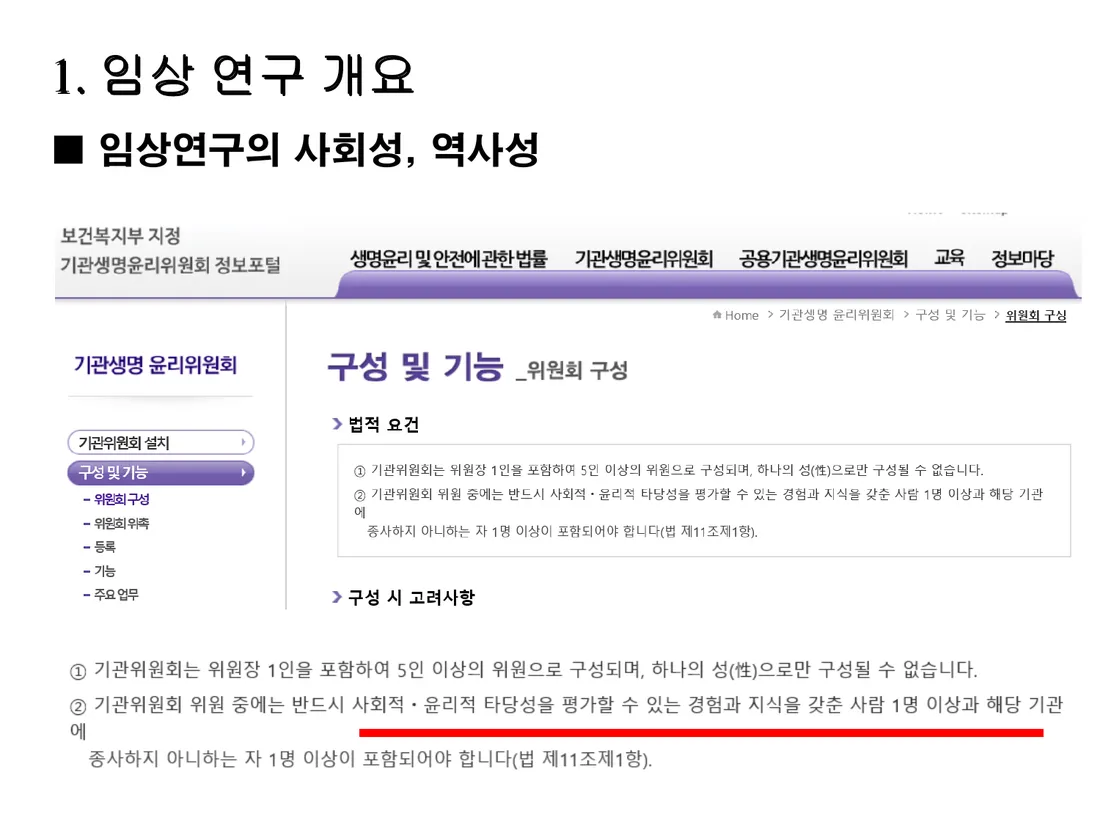 1. 임상 연구 개요
■ 임상연구의 사회성, 역사성
보건복지부 지정
기관생명윤리위원회 정보포털
생명윤리 및 안전에 관한 법률 기관생명윤리위원회 공용기관생명윤리위원회 교육 정보마당
Home > 기관생명 윤리위원회 > 구성 및 기능 > 위원회 구성
기관생명 윤리위원회
기관위원회 설치
구성 및 기능
- 위원회 구성
- 위원회 위촉
- 등록
- 기능
- 주요 업무
구성 및 기능 _위원회 구성
법적 요건
① 기관위원회는 위원장 1인을 포함하여 5인 이상의 위원으로 구성되며, 하나의 성(性)으로만 구성될 수 없습니다.
② 기관위원회 위원 중에는 반드시 사회적·윤리적 타당성을 평가할 수 있는 경험과 지식을 갖춘 사람 1명 이상과 해당 기관
에
종사하지 아니하는 자 1명 이상이 포함되어야 합니다(법 제11조제1항).
구성 시 고려사항
① 기관위원회는 위원장 1인을 포함하여 5인 이상의 위원으로 구성되며, 하나의 성(性)으로만 구성될 수 없습니다.
② 기관위원회 위원 중에는 반드시 사회적·윤리적 타당성을 평가할 수 있는 경험과 지식을 갖춘 사람 1명 이상과 해당 기관
에
종사하지 아니하는 자 1명 이상이 포함되어야 합니다(법 제11조제1항).